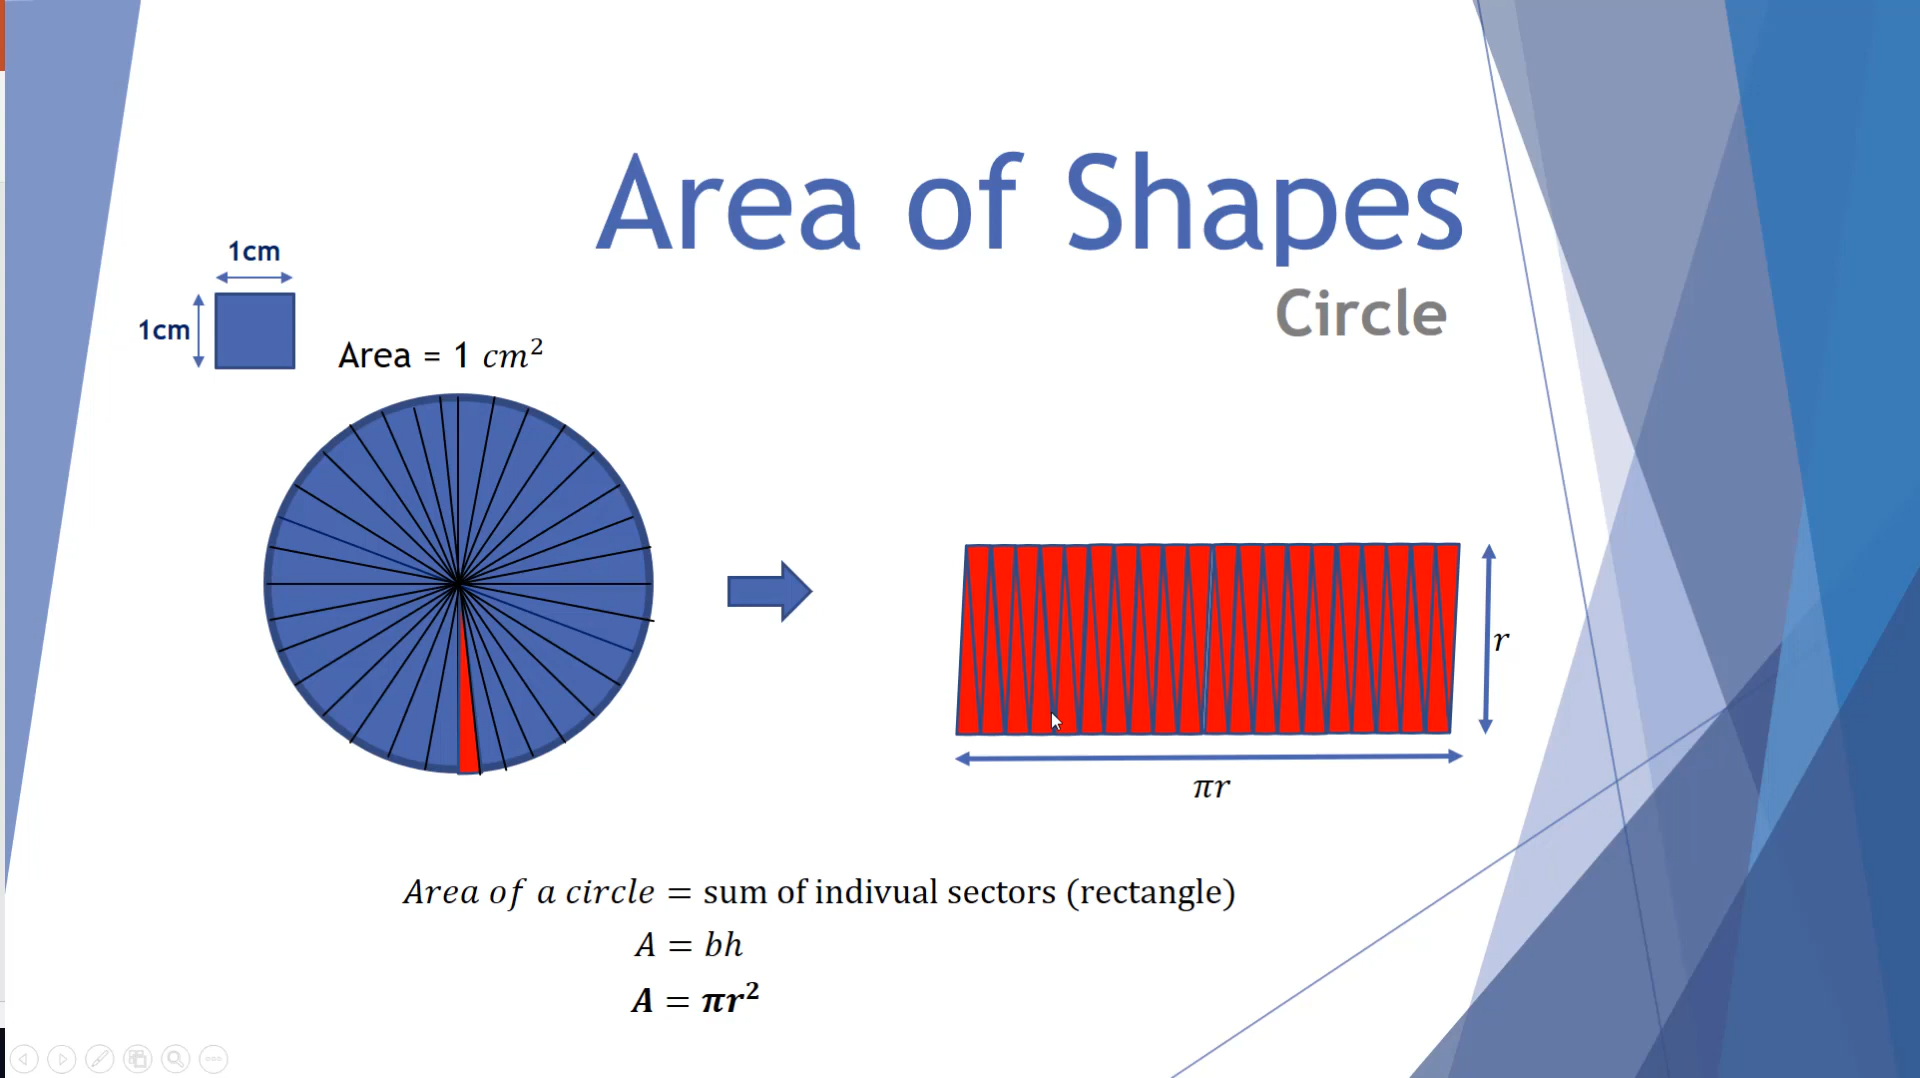 Area of Shapes
Circle
1cm
1cm
Area = 1 cm²
r
πr
Area of a circle = sum of indivual sectors (rectangle)
A = bh
A = πr²